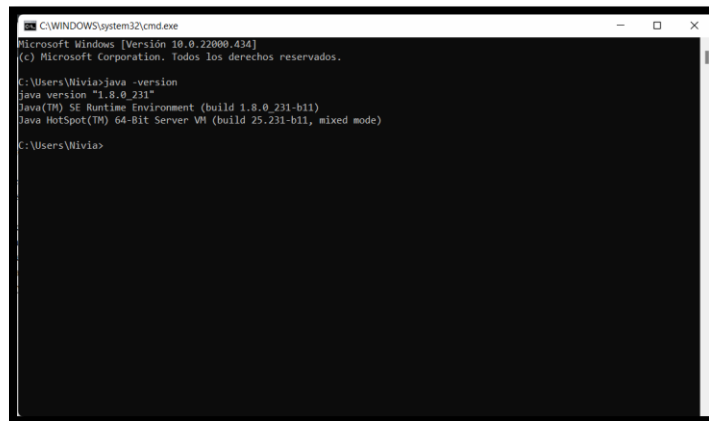 C:\WINDOWS\system32\cmd.exe
Microsoft Windows [Versión 10.0.22000.434]
(c) Microsoft Corporation. Todos los derechos reservados.
C:\Users\Nivia>java -version
java version "1.8.0_231"
Java(TM) SE Runtime Environment (build 1.8.0_231-b11)
Java HotSpot(TM) 64-Bit Server VM (build 25.231-b11, mixed mode)
C:\Users\Nivia>